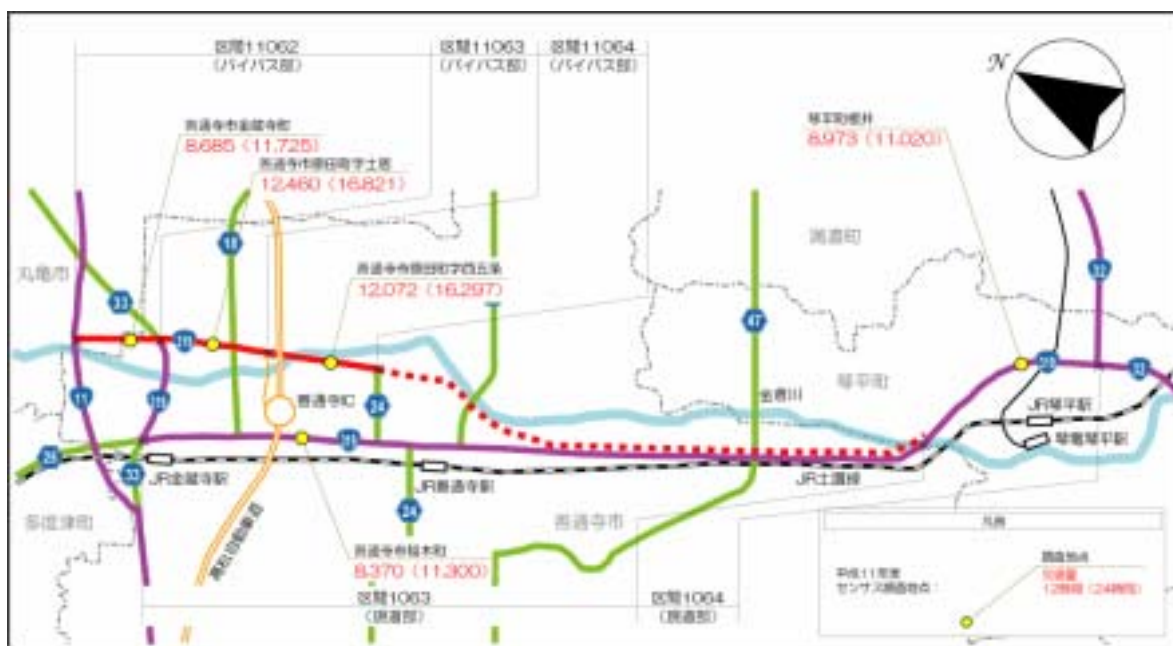 区間11062
(バイパス部)
区間11063
(バイパス部)
区間11064
(バイパス部)
N
善通寺市金蔵寺町
8,685 (11,725)
善通寺市原田町字土居
12,460 (16,821)
善通寺市原田町字西五条
12,072 (16,297)
琴平町榎井
8,973 (11,020)
丸亀市
満濃町
琴平町
善通寺市
多度津町
33
18
11
47
32
32
24
24
33
善通寺IC
金倉川
JR琴平駅
琴電琴平駅
JR金蔵寺駅
JR善通寺駅
JR土讃線
高松自動車道
善通寺市稲木町
8,370 (11,300)
区間1063
(現道部)
区間1064
(現道部)
凡例
平成11年度
センサス調査地点:
調査地点
交通量
12時間 (24時間)